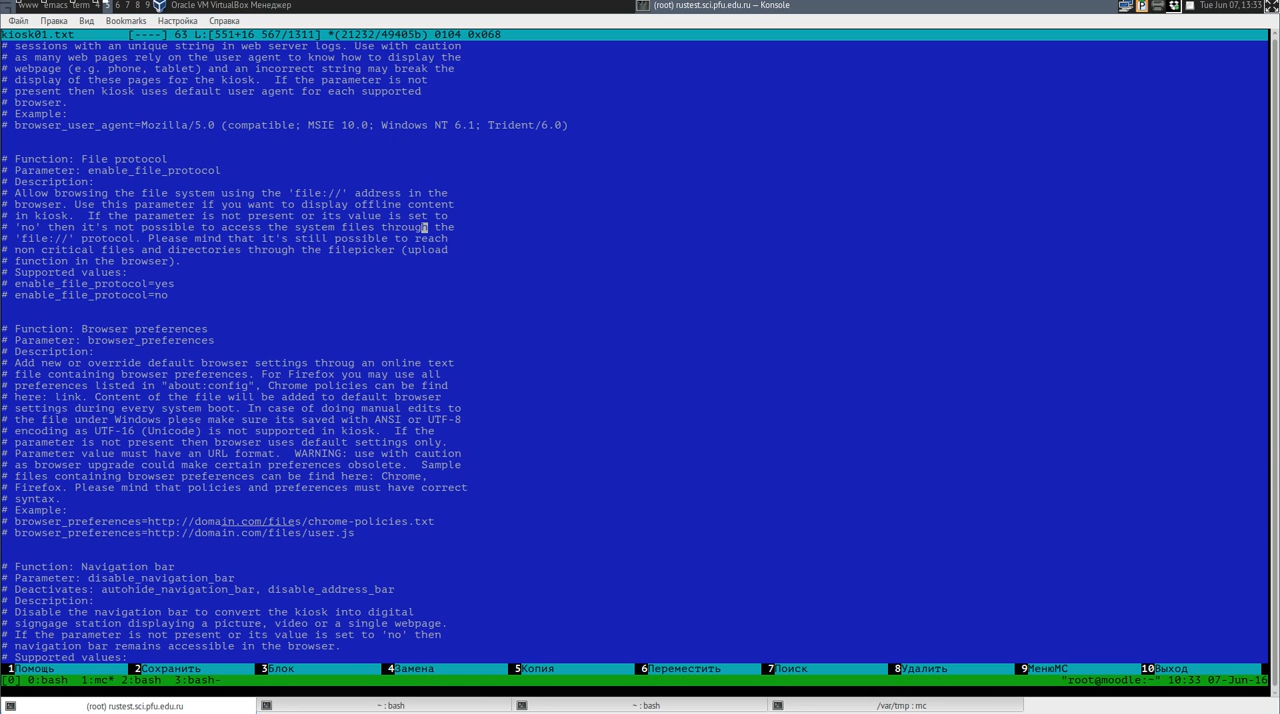 www emacs Term 4 5 6 7 8 9 Oracle VM VirtualBox Менеджер (root) rustest.sci.pfu.edu.ru — Konsole Tue Jun 07, 13:33
Файл Правка Вид Bookmarks Настройка Справка
kiosk01.txt [----] 63 L:[551+16 567/1311] *(21232/49405b) 0104 0x068
# sessions with an unique string in web server logs. Use with caution
# as many web pages rely on the user agent to know how to display the
# webpage (e.g. phone, tablet) and an incorrect string may break the
# display of these pages for the kiosk.  If the parameter is not
# present then kiosk uses default user agent for each supported
# browser.
# Example:
# browser_user_agent=Mozilla/5.0 (compatible; MSIE 10.0; Windows NT 6.1; Trident/6.0)
# Function: File protocol
# Parameter: enable_file_protocol
# Description:
# Allow browsing the file system using the 'file://' address in the
# browser. Use this parameter if you want to display offline content
# in kiosk.  If the parameter is not present or its value is set to
# 'no' then it's not possible to access the system files through the
# 'file://' protocol. Please mind that it's still possible to reach
# non critical files and directories through the filepicker (upload
# function in the browser).
# Supported values:
# enable_file_protocol=yes
# enable_file_protocol=no
# Function: Browser preferences
# Parameter: browser_preferences
# Description:
# Add new or override default browser settings throug an online text
# file containing browser preferences. For Firefox you may use all
# preferences listed in "about:config", Chrome policies can be find
# here: link. Content of the file will be added to default browser
# settings during every system boot. In case of doing manual edits to
# the file under Windows plese make sure its saved with ANSI or UTF-8
# encoding as UTF-16 (Unicode) is not supported in kiosk.  If the
# parameter is not present then browser uses default settings only.
# Parameter value must have an URL format.  WARNING: use with caution
# as browser upgrade could make certain preferences obsolete.  Sample
# files containing browser preferences can be find here: Chrome,
# Firefox. Please mind that policies and preferences must have correct
# syntax.
# Example:
# browser_preferences=http://domain.com/files/chrome-policies.txt
# browser_preferences=http://domain.com/files/user.js
# Function: Navigation bar
# Parameter: disable_navigation_bar
# Deactivates: autohide_navigation_bar, disable_address_bar
# Description:
# Disable the navigation bar to convert the kiosk into digital
# signgage station displaying a picture, video or a single webpage.
# If the parameter is not present or its value is set to 'no' then
# navigation bar remains accessible in the browser.
# Supported values:
1Помощь 2Сохранить 3Блок 4Замена 5Копия 6Переместить 7Поиск 8Удалить 9МенюMC 10Выход
[0] 0:bash  1:mc* 2:bash  3:bash- "root@moodle:~" 10:33 07-Jun-16
(root) rustest.sci.pfu.edu.ru ~ : bash ~ : bash /var/tmp : mc